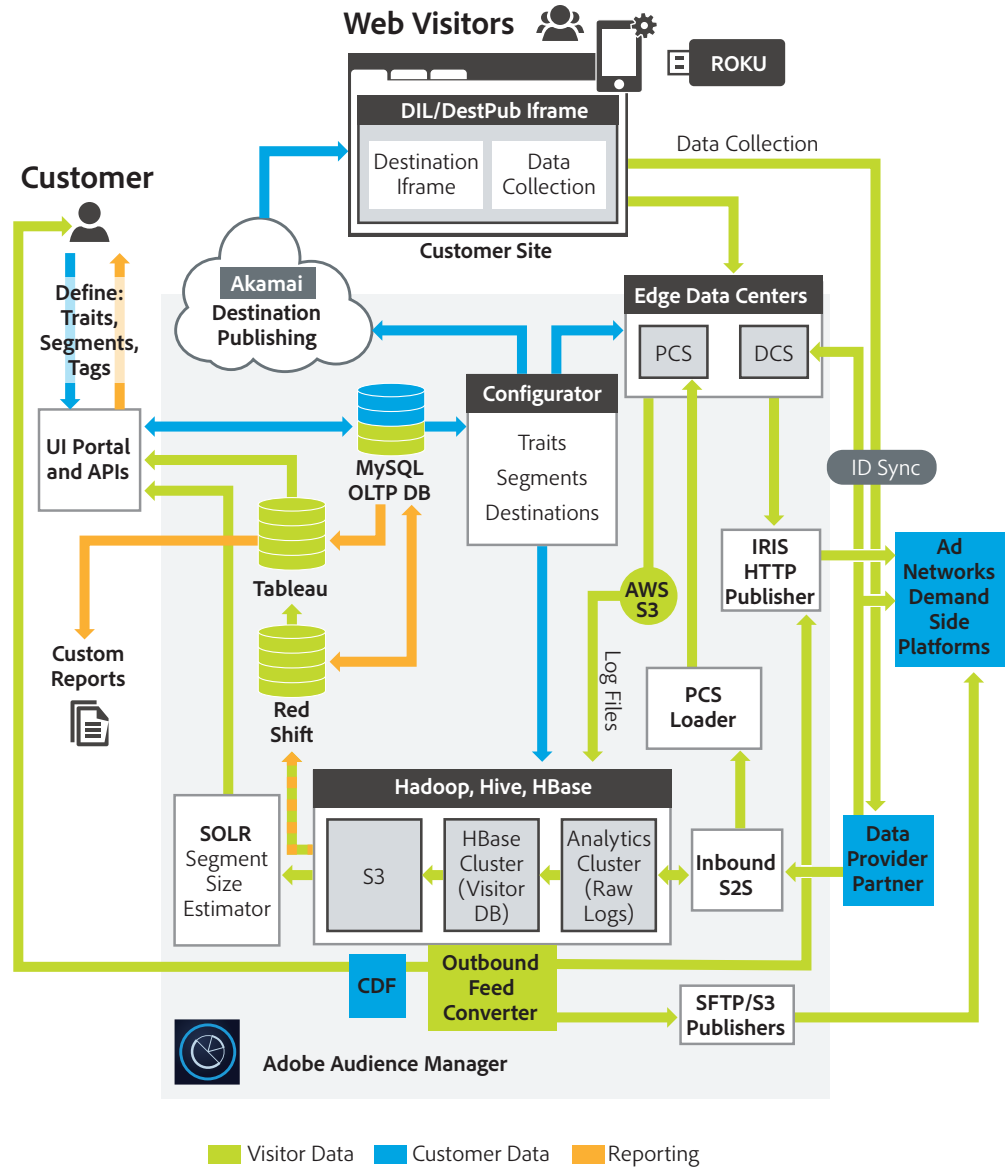 Web Visitors
ROKU
DIL/DestPub Iframe
Destination
Iframe
Data
Collection
Customer Site
Data Collection
Customer
Define:
Traits,
Segments,
Tags
Akamai
Destination
Publishing
Edge Data Centers
PCS
DCS
Configurator
Traits
Segments
Destinations
UI Portal
and APIs
MySQL
OLTP DB
ID Sync
Tableau
AWS
S3
IRIS
HTTP
Publisher
Ad
Networks
Demand
Side
Platforms
Custom
Reports
Red
Shift
Log Files
PCS
Loader
Hadoop, Hive, HBase
S3
HBase
Cluster
(Visitor
DB)
Analytics
Cluster
(Raw
Logs)
SOLR
Segment
Size
Estimator
Inbound
S2S
Data
Provider
Partner
CDF
Outbound
Feed
Converter
SFTP/S3
Publishers
Adobe Audience Manager
Visitor Data
Customer Data
Reporting